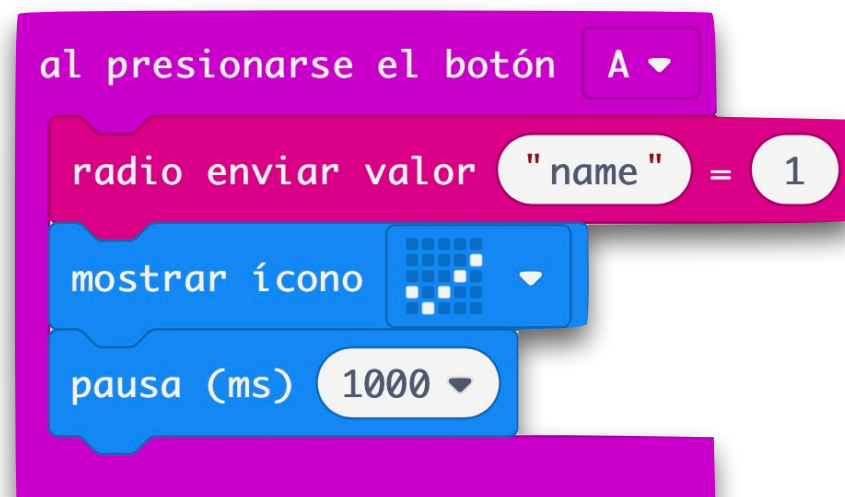 al presionarse el botón A
radio enviar valor "name" = 1
mostrar ícono
pausa (ms) 1000